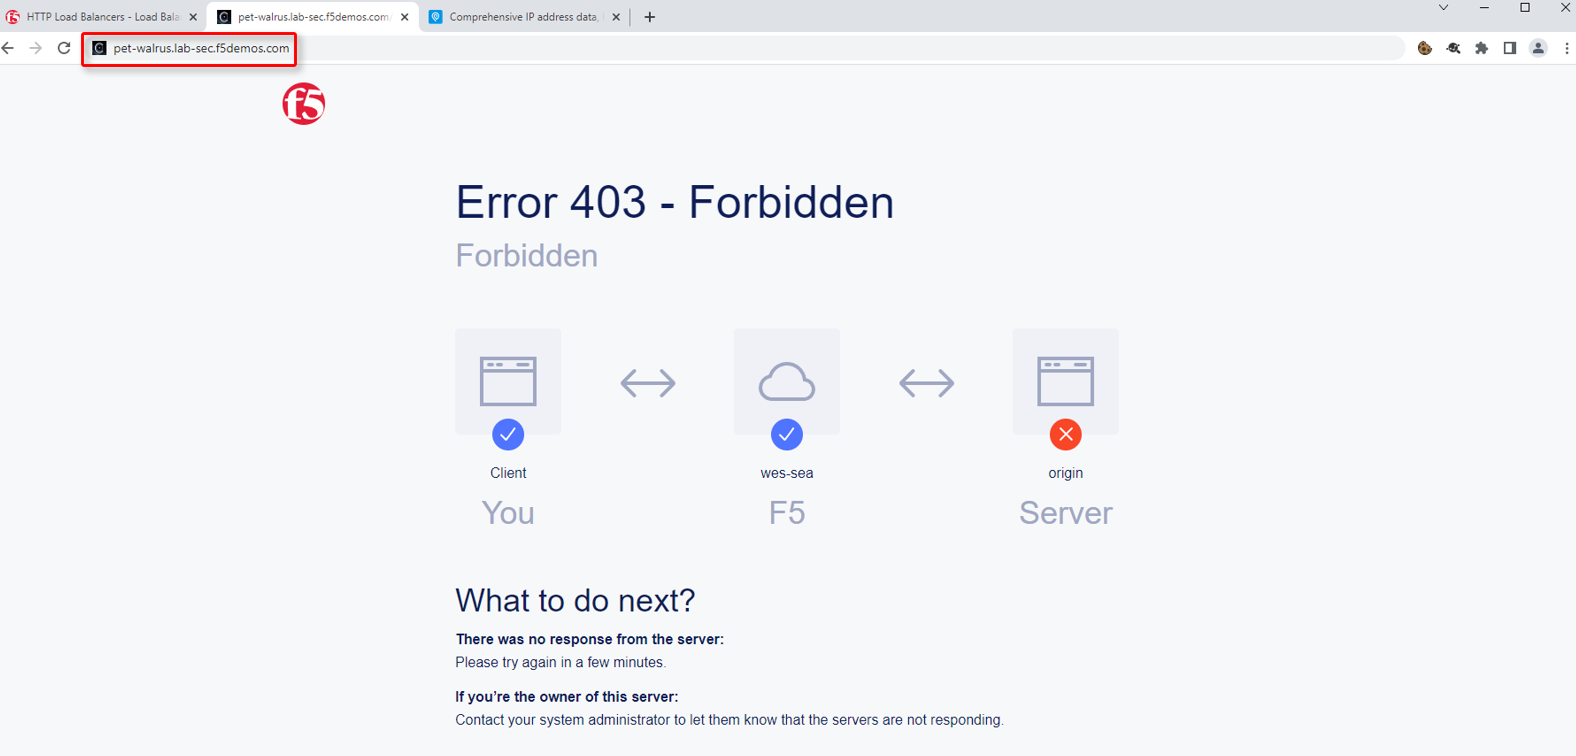 HTTP Load Balancers - Load Bala
pet-walrus.lab-sec.f5demos.com
Comprehensive IP address data,
pet-walrus.lab-sec.f5demos.com
f5
Error 403 - Forbidden
Forbidden
Client
wes-sea
origin
You
F5
Server
What to do next?
There was no response from the server:
Please try again in a few minutes.
If you’re the owner of this server:
Contact your system administrator to let them know that the servers are not responding.